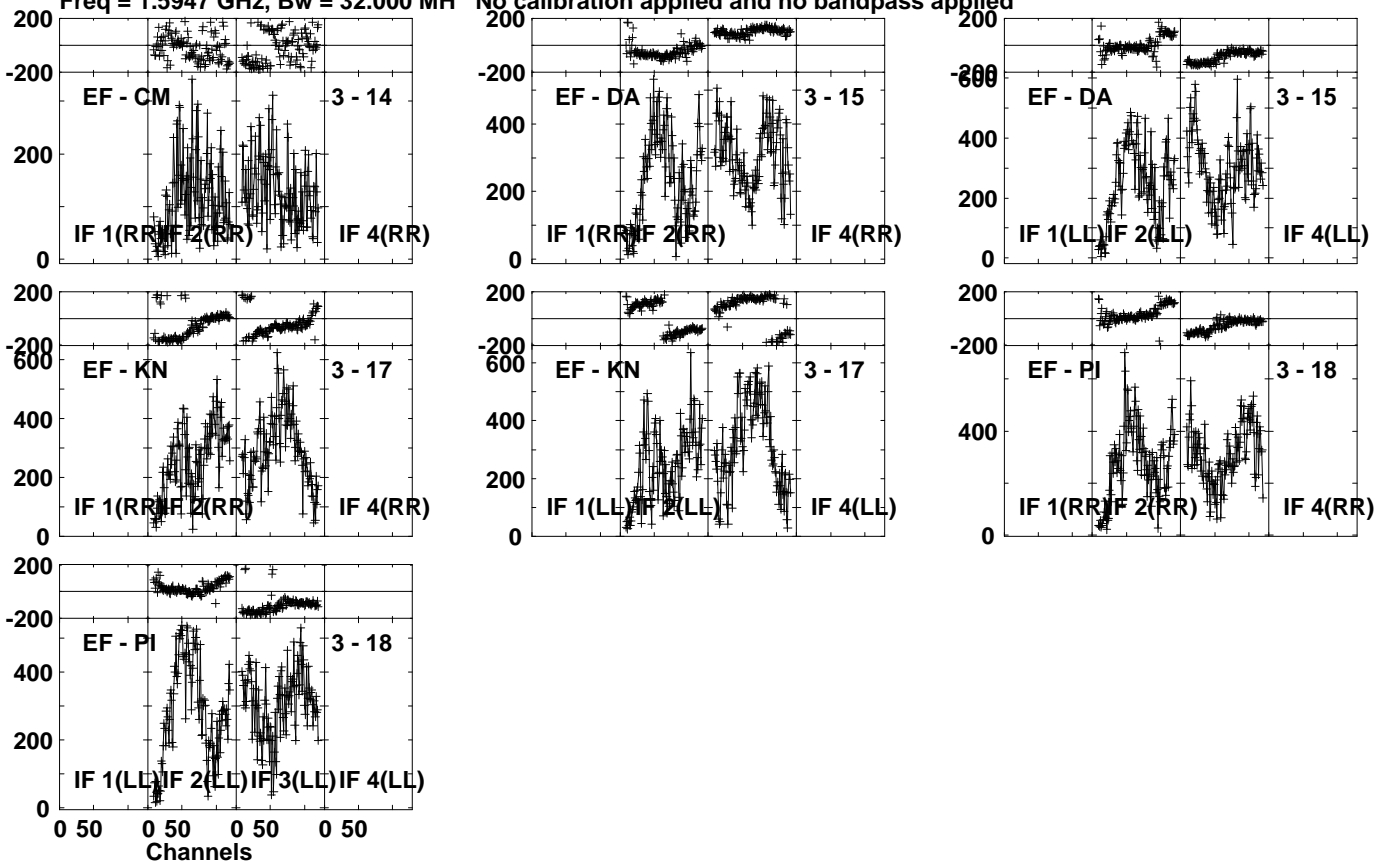 Freq = 1.5947 GHz, Bw = 32.000 MH No calibration applied and no bandpass applied
200
-200
EF - CM
3 - 14
200
0
IF 1(RR)
IF 2(RR)
IF 4(RR)
200
-200
EF - DA
3 - 15
400
200
0
IF 1(RR)
IF 2(RR)
IF 4(RR)
200
-200
600
EF - DA
3 - 15
400
200
0
IF 1(LL)
IF 2(LL)
IF 4(LL)
200
-200
600
EF - KN
3 - 17
400
200
0
IF 1(RR)
IF 2(RR)
IF 4(RR)
200
-200
600
EF - KN
3 - 17
400
200
0
IF 1(LL)
IF 2(LL)
IF 4(LL)
200
-200
EF - PI
3 - 18
400
0
IF 1(RR)
IF 2(RR)
IF 4(RR)
200
-200
EF - PI
3 - 18
400
200
0
IF 1(LL)
IF 2(LL)
IF 3(LL)
IF 4(LL)
0 50 0 50 0 50 0 50
Channels